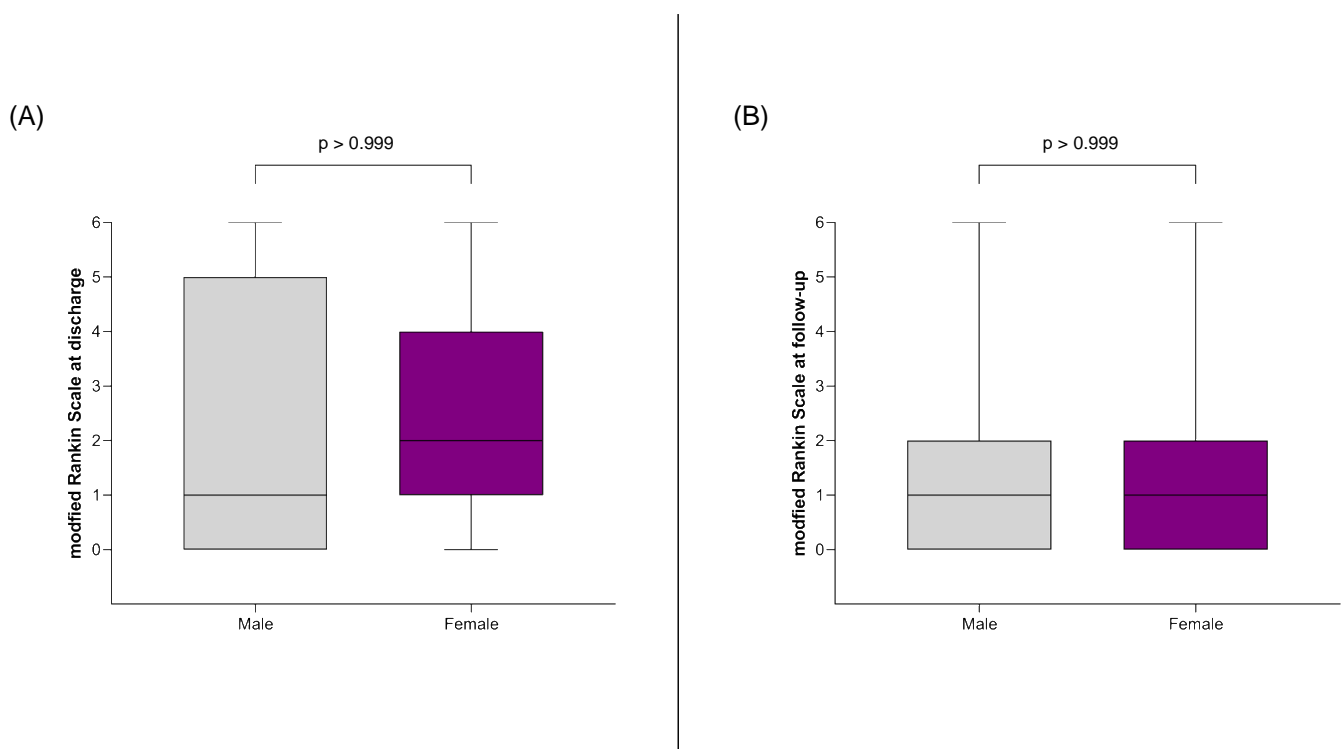 (A)
p > 0.999
modfied Rankin Scale at discharge
6
5
4
3
2
1
0
Male Female
(B)
p > 0.999
modfied Rankin Scale at follow-up
6
5
4
3
2
1
0
Male Female